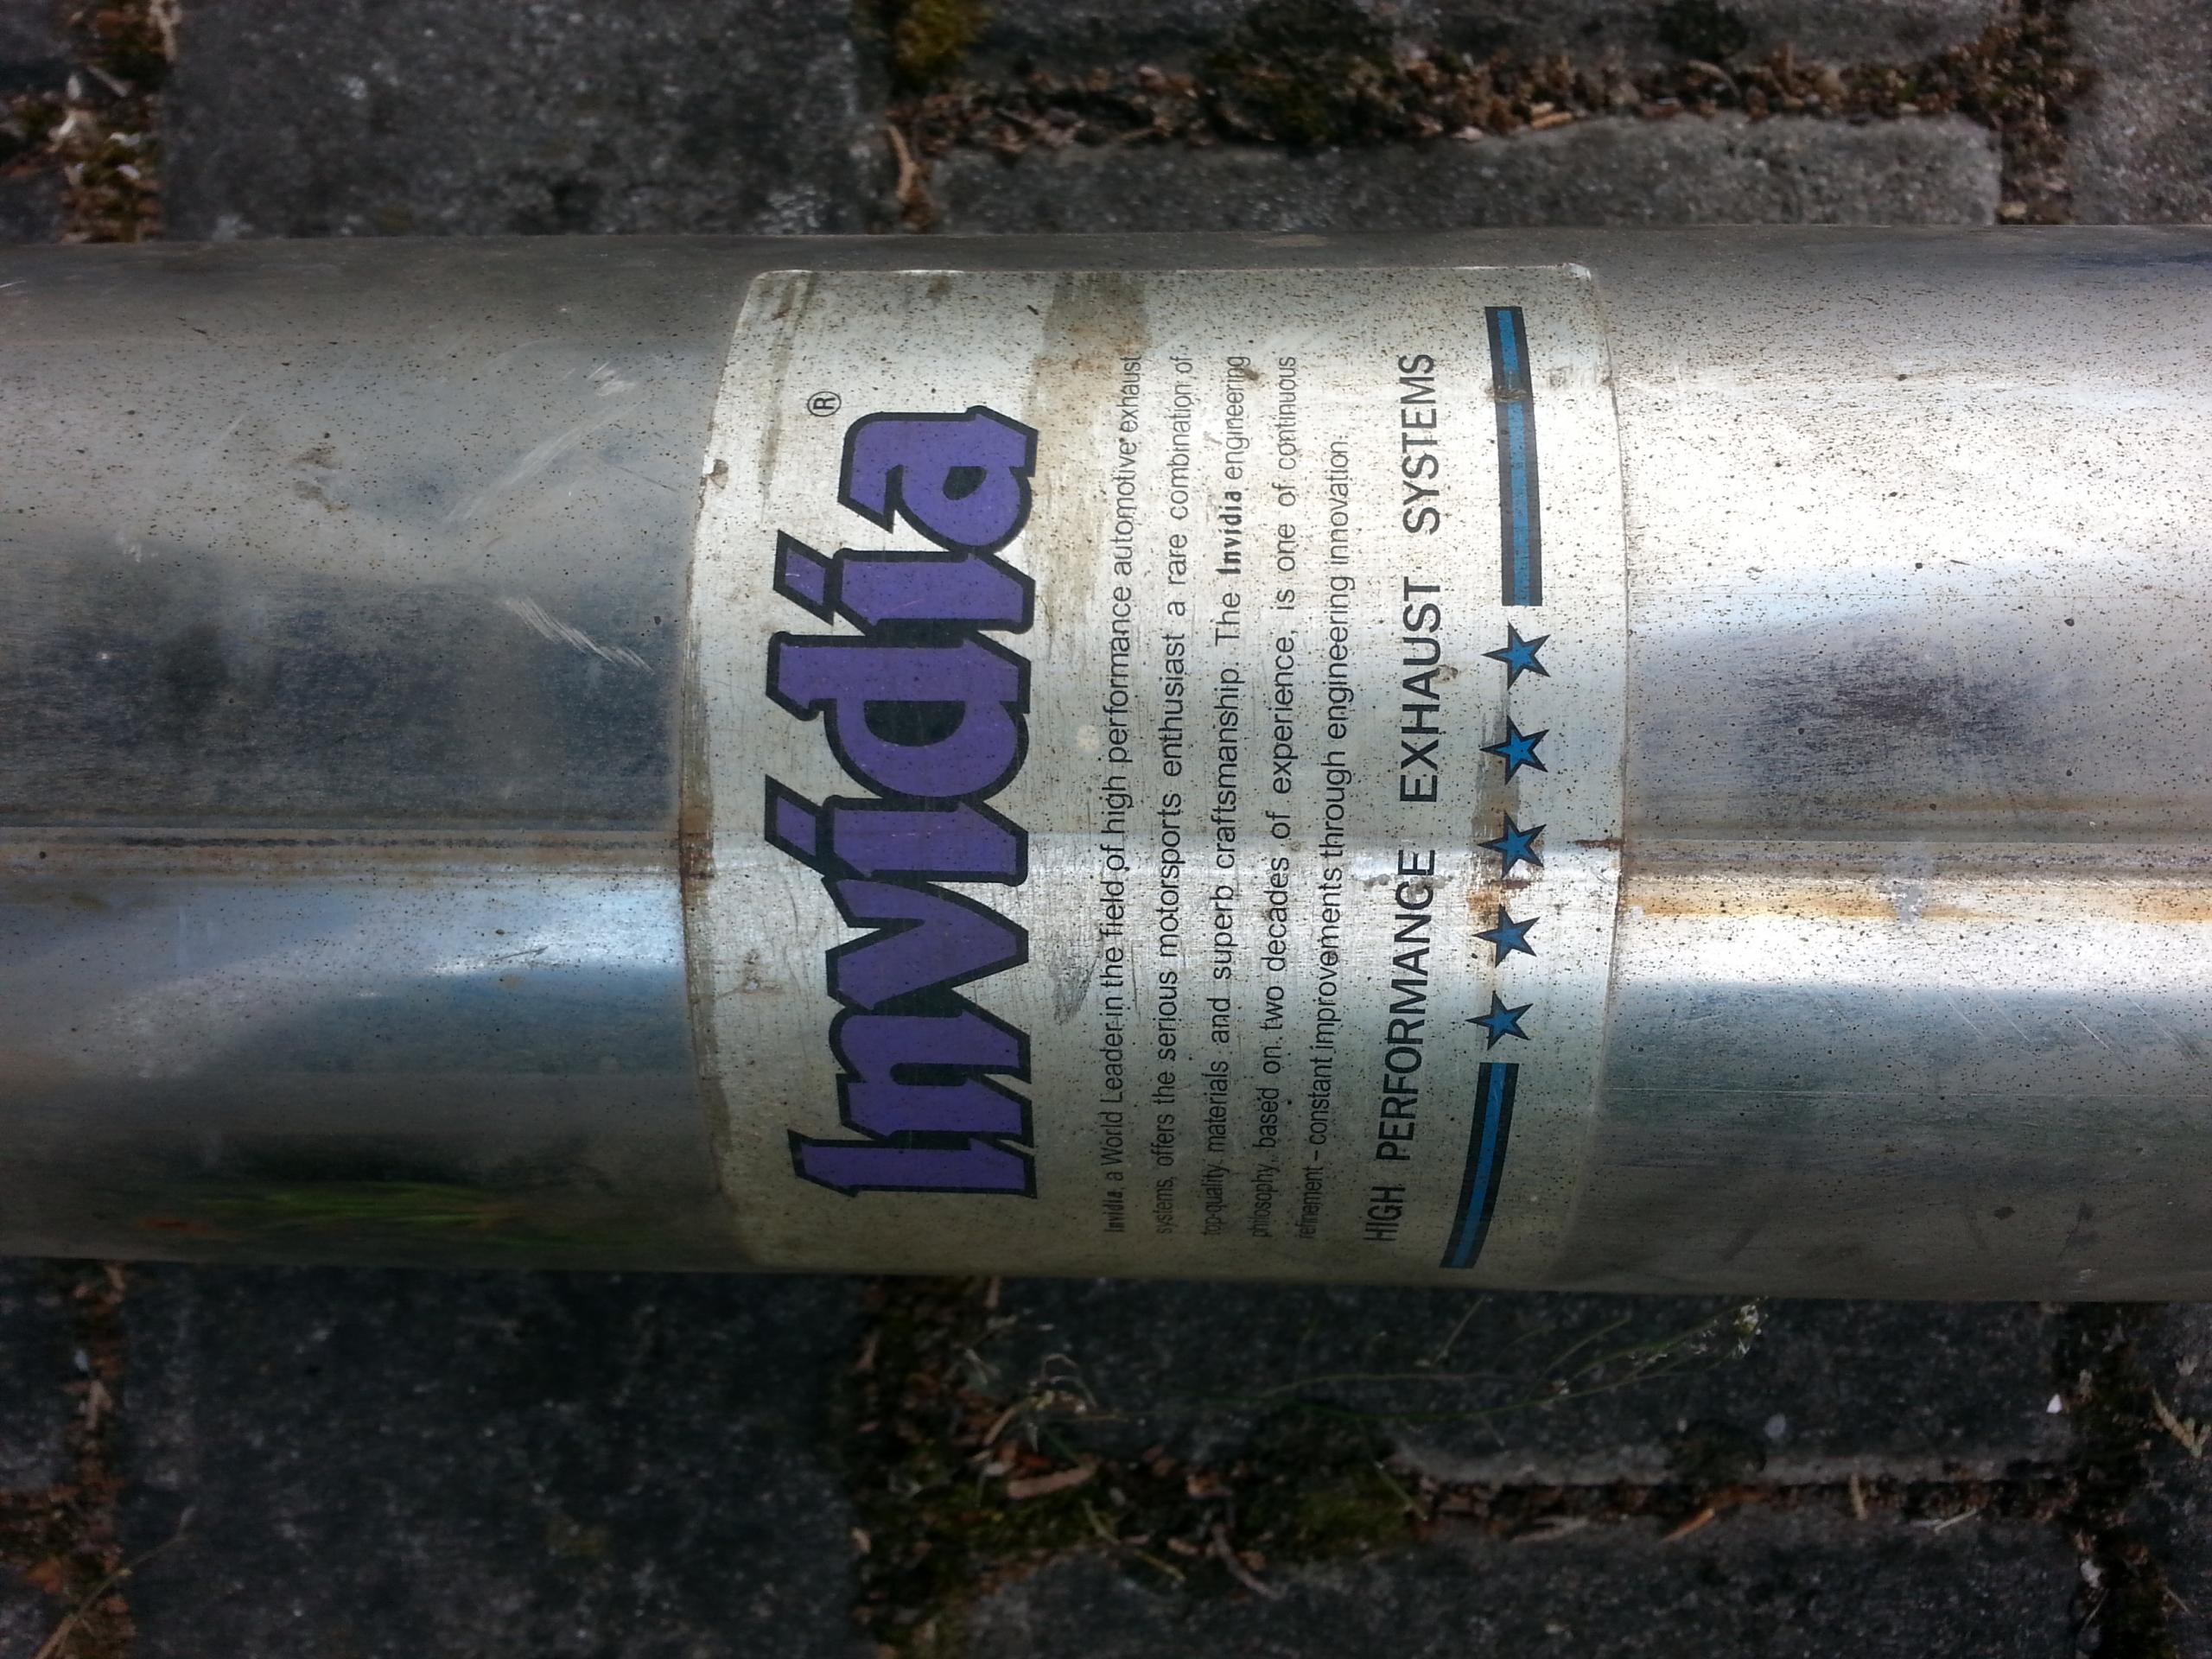 Invidia®
Invidia, a World Leader in the field of high performance automotive exhaust
systems, offers the serious motorsports enthusiast a rare combination of
top-quality materials and superb craftsmanship. The Invidia engineering
philosophy, based on two decades of experience, is one of continuous
refinement – constant improvements through engineering innovation.
HIGH PERFORMANCE EXHAUST SYSTEMS